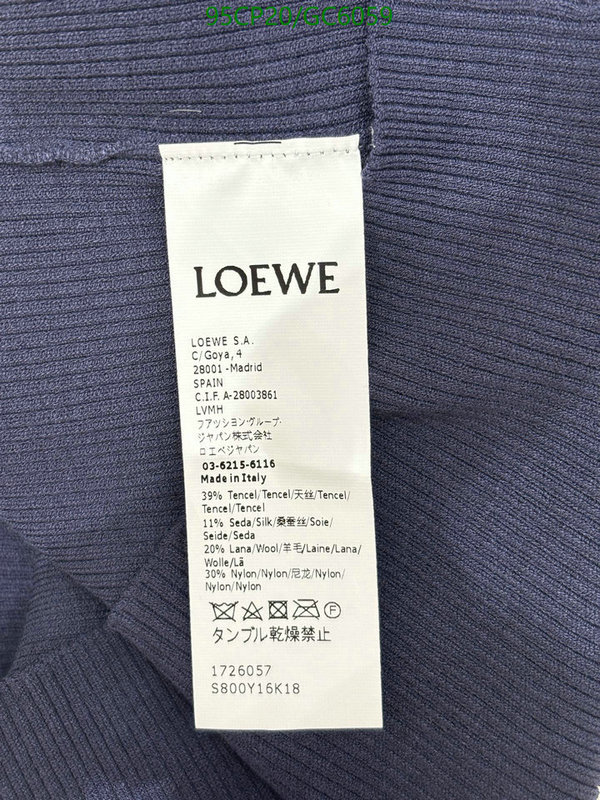 95CP20/GC6059
LOEWE
LOEWE S.A.
C/Goya, 4
28001 -Madrid
SPAIN
C.I.F. A-28003861
LVMH
ファッション・グループ・
ジャパン株式会社
ロエベジャパン
03-6215-6116
Made in Italy
39% Tencel/Tencel/天丝/Tencel/
Tencel/Tencel
11% Seda/Silk/桑蚕丝/Soie/
Seide/Seda
20% Lana/Wool/羊毛/Laine/Lana/
Wolle/Lã
30% Nylon/Nylon/尼龙/Nylon/
Nylon/Nylon
F
タンブル乾燥禁止
1726057
S800Y16K18